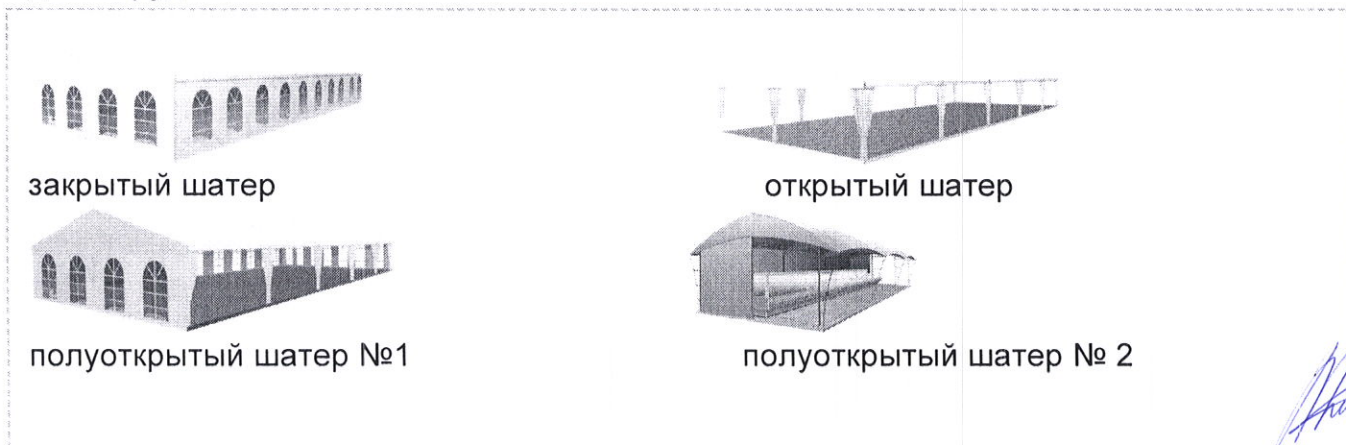 закрытый шатер
открытый шатер
полуоткрытый шатер №1
полуоткрытый шатер № 2